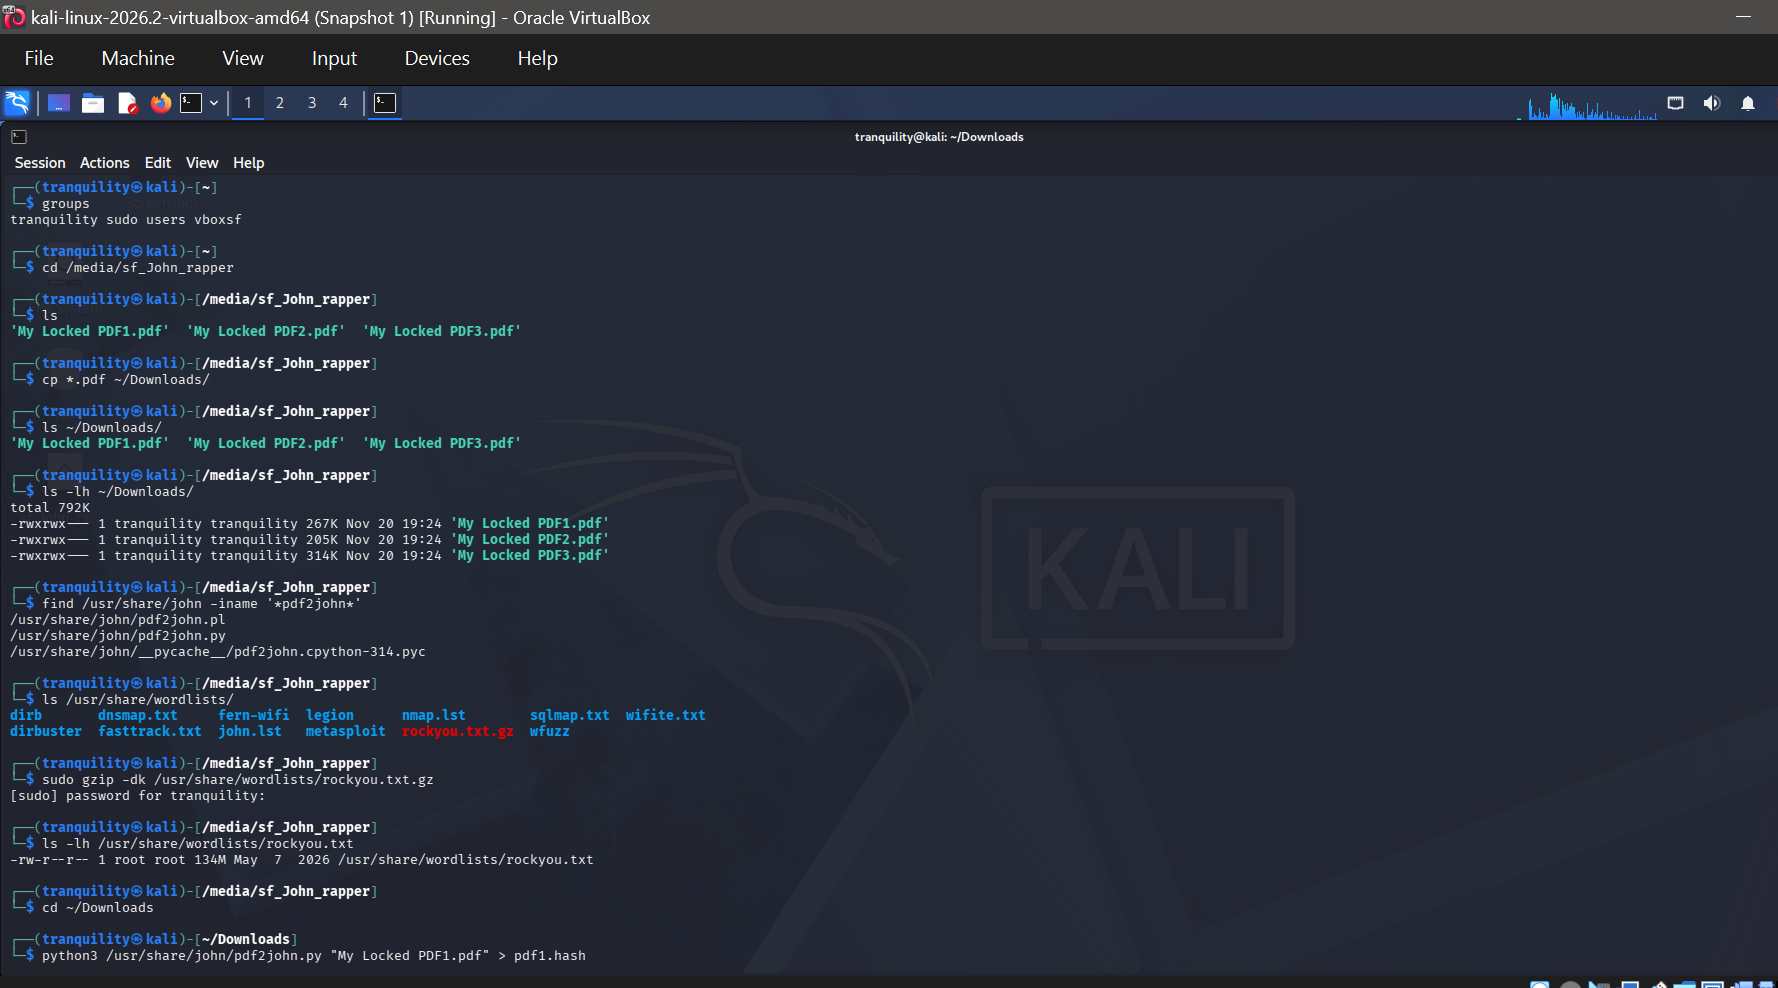 kali-linux-2026.2-virtualbox-amd64 (Snapshot 1) [Running] - Oracle VirtualBox
File Machine View Input Devices Help
1 2 3 4
tranquility@kali: ~/Downloads
Session Actions Edit View Help
┌──(tranquility㉿kali)-[~]
└─$ groups
tranquility sudo users vboxsf
┌──(tranquility㉿kali)-[~]
└─$ cd /media/sf_John_rapper
┌──(tranquility㉿kali)-[/media/sf_John_rapper]
└─$ ls
'My Locked PDF1.pdf' 'My Locked PDF2.pdf' 'My Locked PDF3.pdf'
┌──(tranquility㉿kali)-[/media/sf_John_rapper]
└─$ cp *.pdf ~/Downloads/
┌──(tranquility㉿kali)-[/media/sf_John_rapper]
└─$ ls ~/Downloads/
'My Locked PDF1.pdf' 'My Locked PDF2.pdf' 'My Locked PDF3.pdf'
┌──(tranquility㉿kali)-[/media/sf_John_rapper]
└─$ ls -lh ~/Downloads/
total 792K
-rwxrwx--- 1 tranquility tranquility 267K Nov 20 19:24 'My Locked PDF1.pdf'
-rwxrwx--- 1 tranquility tranquility 205K Nov 20 19:24 'My Locked PDF2.pdf'
-rwxrwx--- 1 tranquility tranquility 314K Nov 20 19:24 'My Locked PDF3.pdf'
┌──(tranquility㉿kali)-[/media/sf_John_rapper]
└─$ find /usr/share/john -iname '*pdf2john*'
/usr/share/john/pdf2john.pl
/usr/share/john/pdf2john.py
/usr/share/john/__pycache__/pdf2john.cpython-314.pyc
┌──(tranquility㉿kali)-[/media/sf_John_rapper]
└─$ ls /usr/share/wordlists/
dirb dnsmap.txt fern-wifi legion nmap.lst sqlmap.txt wifite.txt
dirbuster fasttrack.txt john.lst metasploit rockyou.txt.gz wfuzz
┌──(tranquility㉿kali)-[/media/sf_John_rapper]
└─$ sudo gzip -dk /usr/share/wordlists/rockyou.txt.gz
[sudo] password for tranquility:
┌──(tranquility㉿kali)-[/media/sf_John_rapper]
└─$ ls -lh /usr/share/wordlists/rockyou.txt
-rw-r--r-- 1 root root 134M May 7 2026 /usr/share/wordlists/rockyou.txt
┌──(tranquility㉿kali)-[/media/sf_John_rapper]
└─$ cd ~/Downloads
┌──(tranquility㉿kali)-[~/Downloads]
└─$ python3 /usr/share/john/pdf2john.py "My Locked PDF1.pdf" > pdf1.hash
KALI